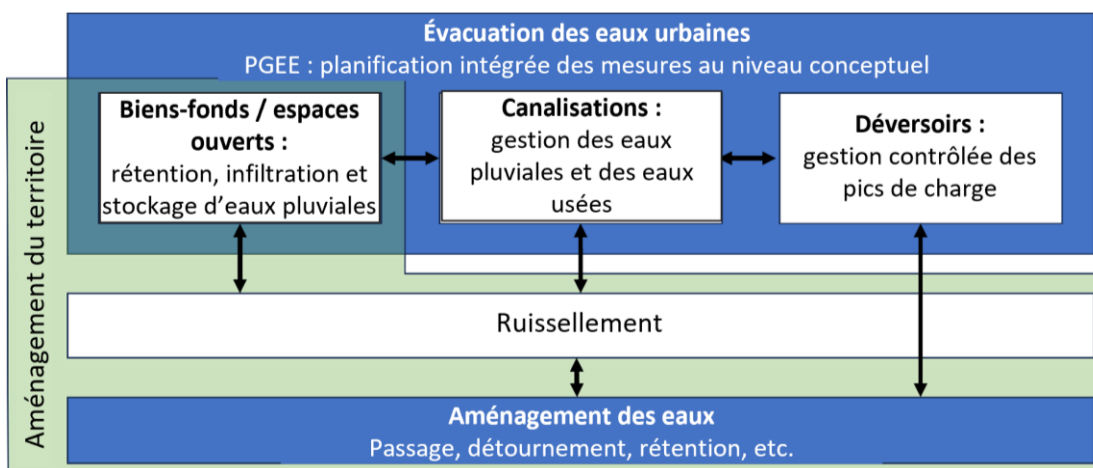 Évacuation des eaux urbaines
PGEE : planification intégrée des mesures au niveau conceptuel
Aménagement du territoire
Biens-fonds / espaces
ouverts :
rétention, infiltration et
stockage d'eaux pluviales
Canalisations :
gestion des eaux
pluviales et des eaux
usées
Déversoirs :
gestion contrôlée des
pics de charge
Ruissellement
Aménagement des eaux
Passage, détournement, rétention, etc.